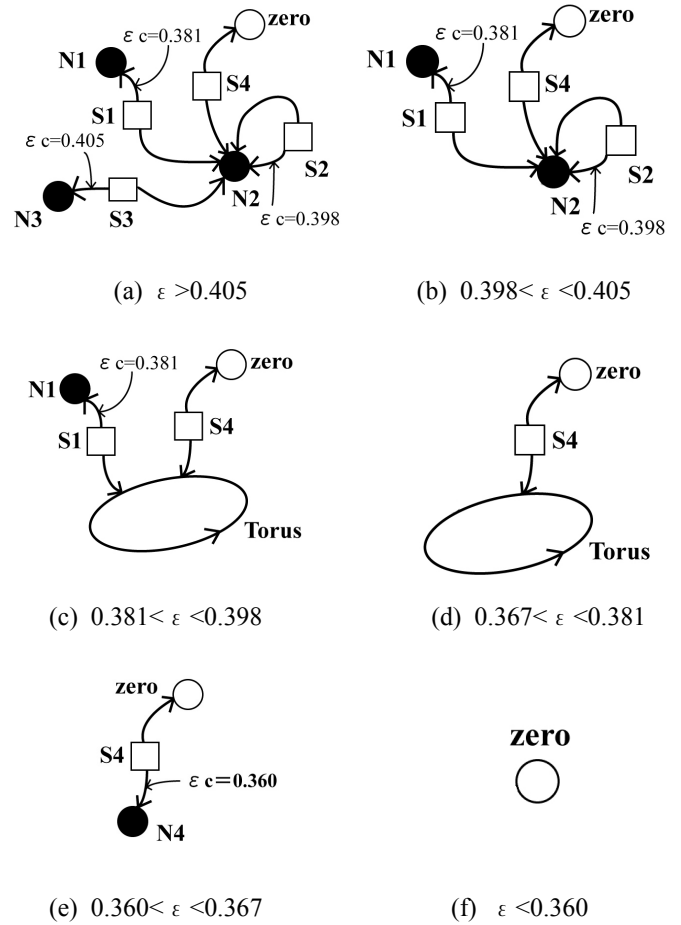 zero
ε c=0.381
N1
S4
S1
ε c=0.405
S2
N2
N3
S3
ε c=0.398
(a) ε >0.405
zero
ε c=0.381
N1
S4
S1
S2
N2
ε c=0.398
(b) 0.398< ε <0.405
ε c=0.381
zero
N1
S4
S1
Torus
(c) 0.381< ε <0.398
zero
S4
Torus
(d) 0.367< ε <0.381
zero
S4
ε c=0.360
N4
(e) 0.360< ε <0.367
zero
(f) ε <0.360